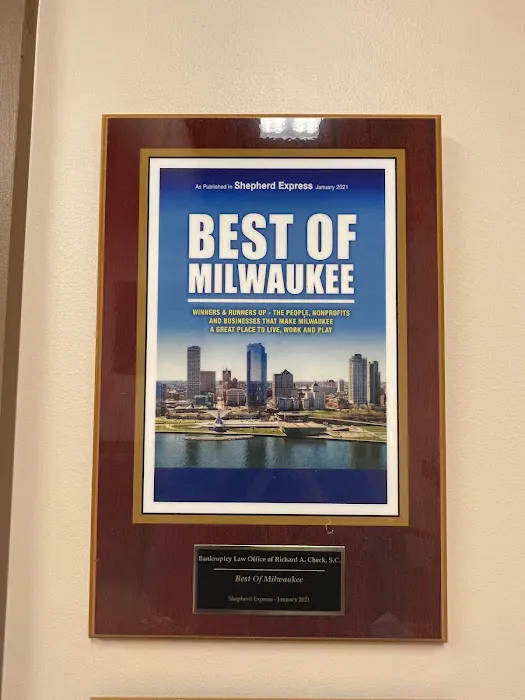 As Published In Shepherd Express January 2021
BEST OF
MILWAUKEE
WINNERS & RUNNERS UP - THE PEOPLE, NONPROFITS
AND BUSINESSES THAT MAKE MILWAUKEE
A GREAT PLACE TO LIVE, WORK AND PLAY
Bankruptcy Law Office of Richard A. Check, S.C.
Best Of Milwaukee
Shepherd Express - January 2021